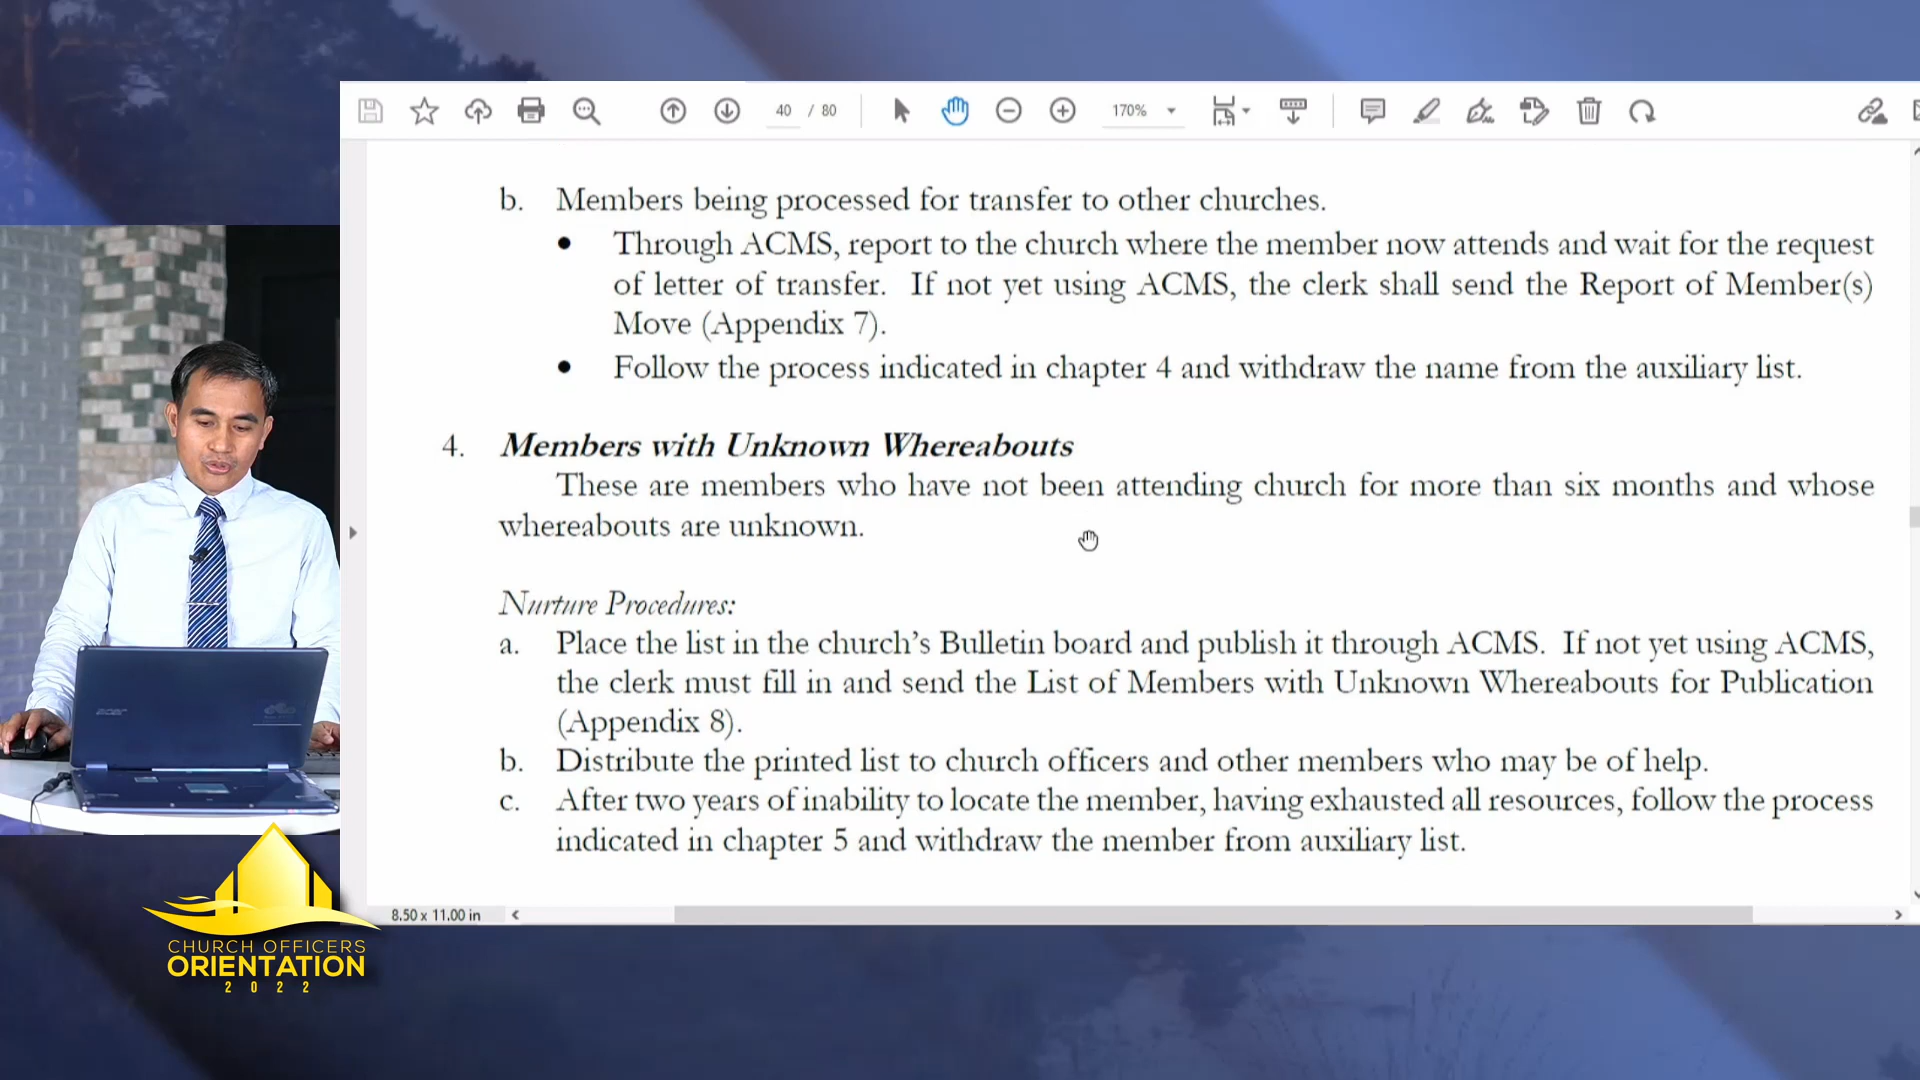 40 / 80
170%
b. Members being processed for transfer to other churches.
• Through ACMS, report to the church where the member now attends and wait for the request
of letter of transfer. If not yet using ACMS, the clerk shall send the Report of Member(s)
Move (Appendix 7).
• Follow the process indicated in chapter 4 and withdraw the name from the auxiliary list.
4. Members with Unknown Whereabouts
These are members who have not been attending church for more than six months and whose
whereabouts are unknown.
Nurture Procedures:
a. Place the list in the church’s Bulletin board and publish it through ACMS. If not yet using ACMS,
the clerk must fill in and send the List of Members with Unknown Whereabouts for Publication
(Appendix 8).
b. Distribute the printed list to church officers and other members who may be of help.
c. After two years of inability to locate the member, having exhausted all resources, follow the process
indicated in chapter 5 and withdraw the member from auxiliary list.
8.50 x 11.00 in
acer
CHURCH OFFICERS
ORIENTATION
2022